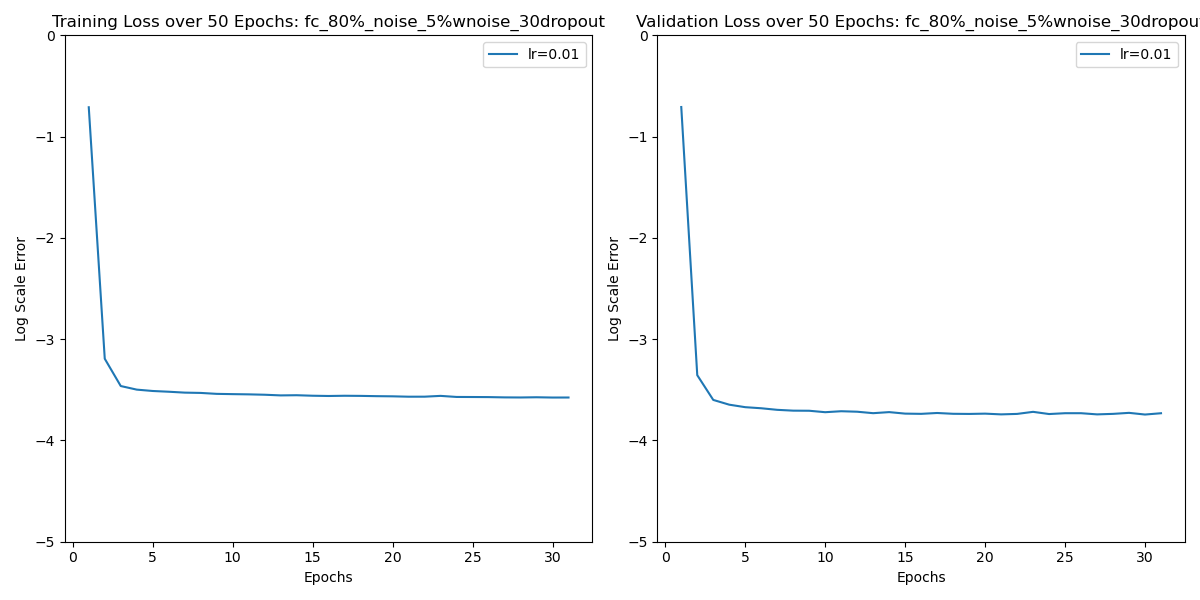 Training Loss over 50 Epochs: fc_80%_noise_5%wnoise_30dropout
lr=0.01
0
−1
−2
−3
−4
−5
Log Scale Error
0 5 10 15 20 25 30
Epochs
Validation Loss over 50 Epochs: fc_80%_noise_5%wnoise_30dropou
lr=0.01
0
−1
−2
−3
−4
−5
Log Scale Error
0 5 10 15 20 25 30
Epochs